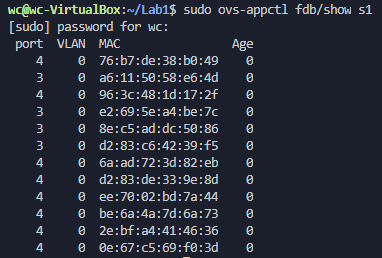 wc@wc-VirtualBox:~/Lab1$ sudo ovs-appctl fdb/show s1
[sudo] password for wc:
 port  VLAN  MAC                Age
    4     0  76:b7:de:38:b0:49    0
    3     0  a6:11:50:58:e6:4d    0
    4     0  96:3c:48:1d:17:2f    0
    3     0  e2:69:5e:a4:be:7c    0
    3     0  8e:c5:ad:dc:50:86    0
    3     0  d2:83:c6:42:39:f5    0
    4     0  6a:ad:72:3d:82:eb    0
    4     0  d2:83:de:33:9e:8d    0
    4     0  ee:70:02:bd:7a:44    0
    4     0  be:6a:4a:7d:6a:73    0
    4     0  2e:bf:a4:41:46:36    0
    4     0  0e:67:c5:69:f0:3d    0